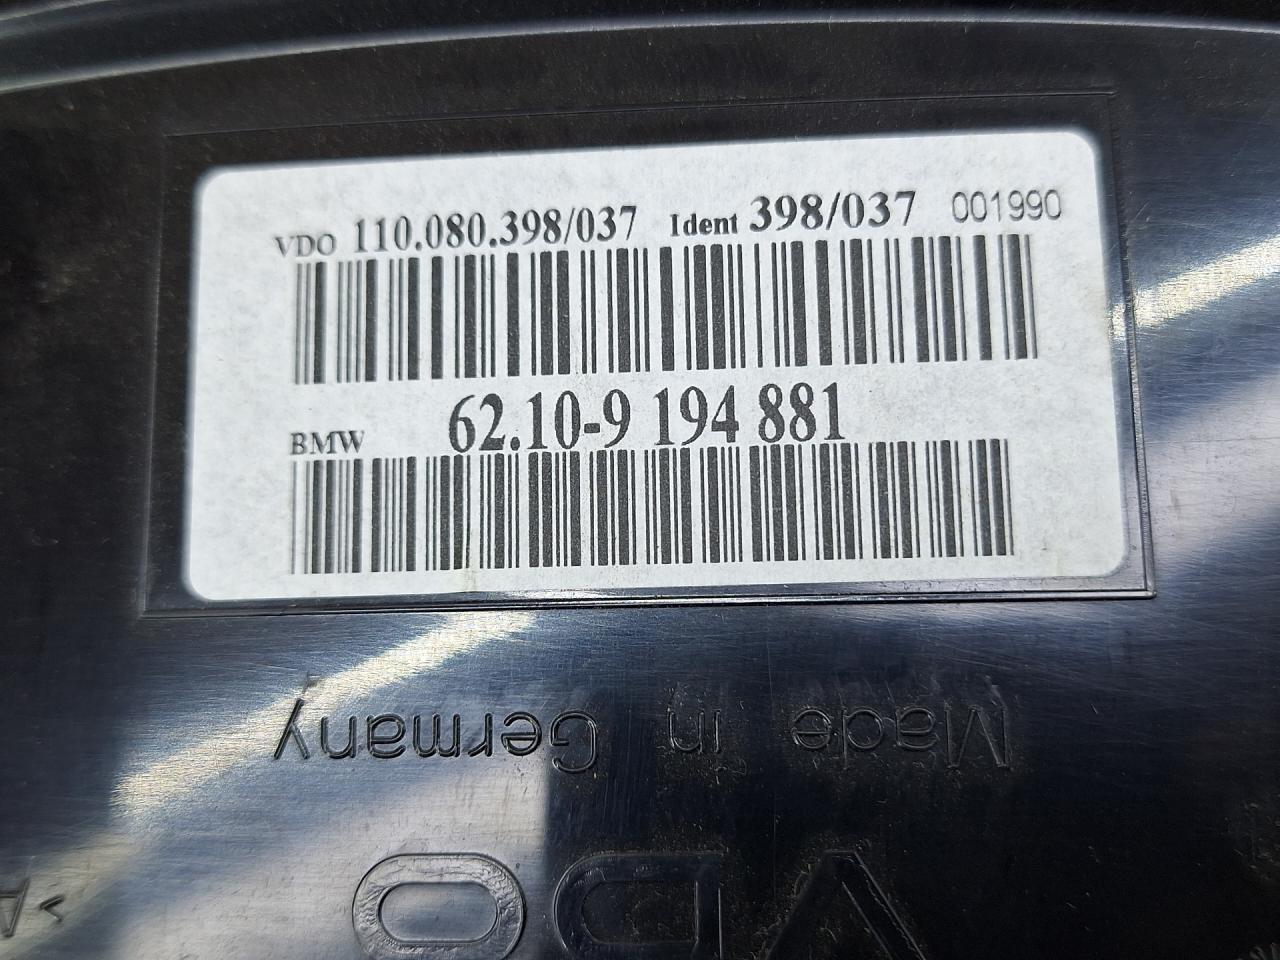 VDO 110.080.398/037 Ident 398/037 001990
BMW 62.10-9 194 881
Made in Germany
VDO
>A